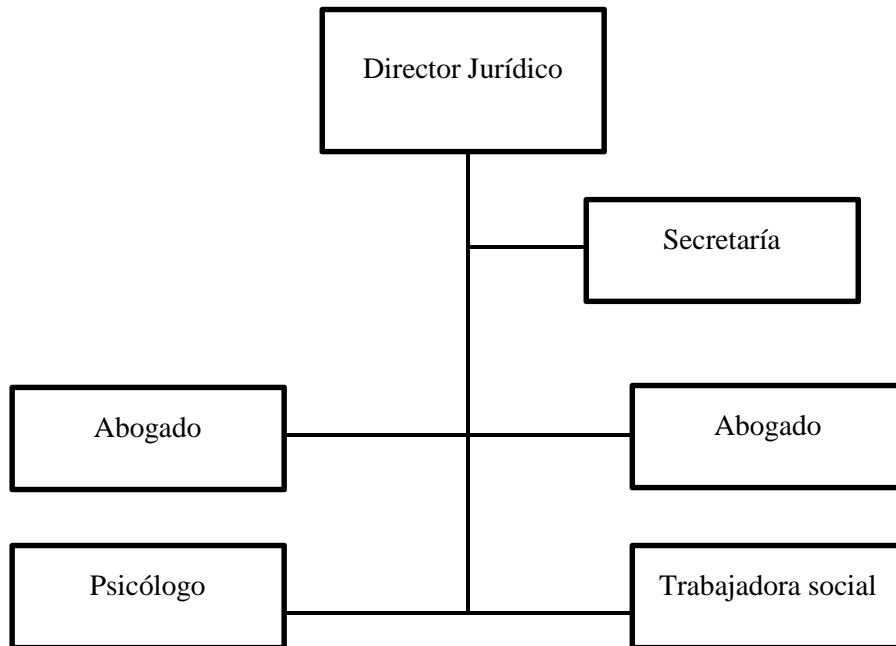 Director Jurídico
Secretaría
Abogado
Abogado
Psicólogo
Trabajadora social